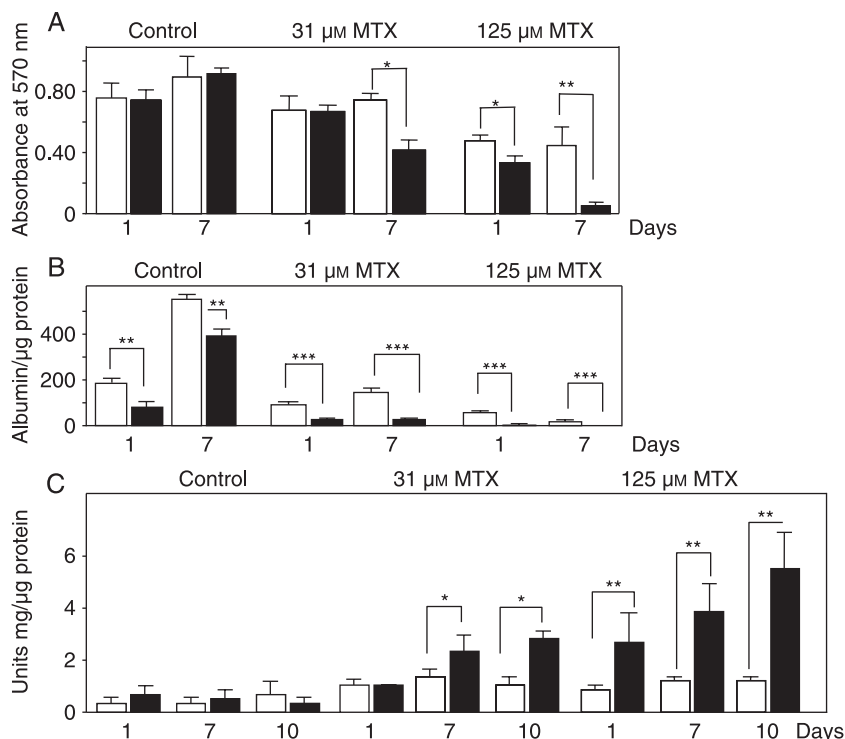 A
Control 31 µM MTX 125 µM MTX
Absorbance at 570 nm
0.80
0.40
0
* * **
1 7 1 7 1 7 Days
B
Control 31 µM MTX 125 µM MTX
Albumin/µg protein
400
200
0
** ** *** *** *** ***
1 7 1 7 1 7 Days
C
Control 31 µM MTX 125 µM MTX
Units mg/µg protein
6
4
2
0
* * ** ** **
1 7 10 1 7 10 1 7 10 Days